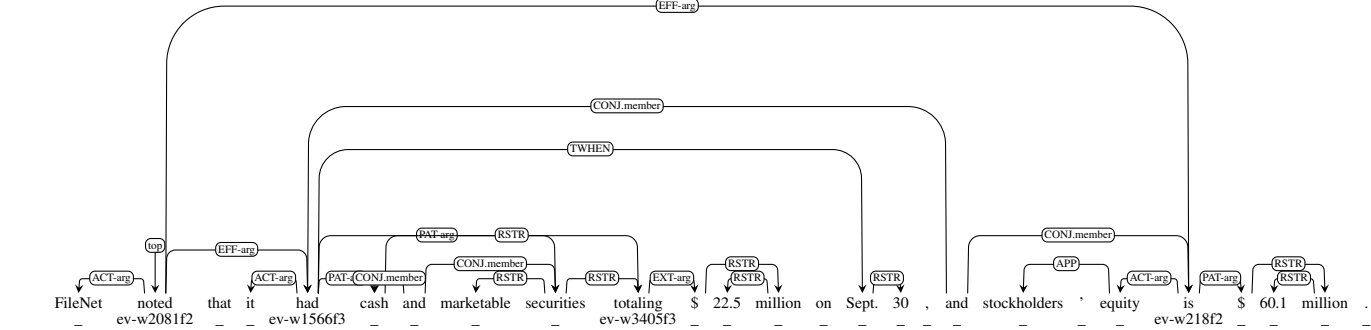 EFF-arg
CONJ.member
TWHEN
PAT-arg RSTR CONJ.member
top EFF-arg
CONJ.member RSTR APP RSTR
ACT-arg ACT-arg PAT-a CONJ.member RSTR RSTR EXT-arg RSTR RSTR ACT-arg PAT-arg RSTR
FileNet noted that it had cash and marketable securities totaling $ 22.5 million on Sept. 30 , and stockholders ' equity is $ 60.1 million .
_ ev-w2081f2 _ _ ev-w1566f3 _ _ _ _ ev-w3405f3 _ _ _ _ _ _ _ _ _ _ _ ev-w218f2 _ _ _ _